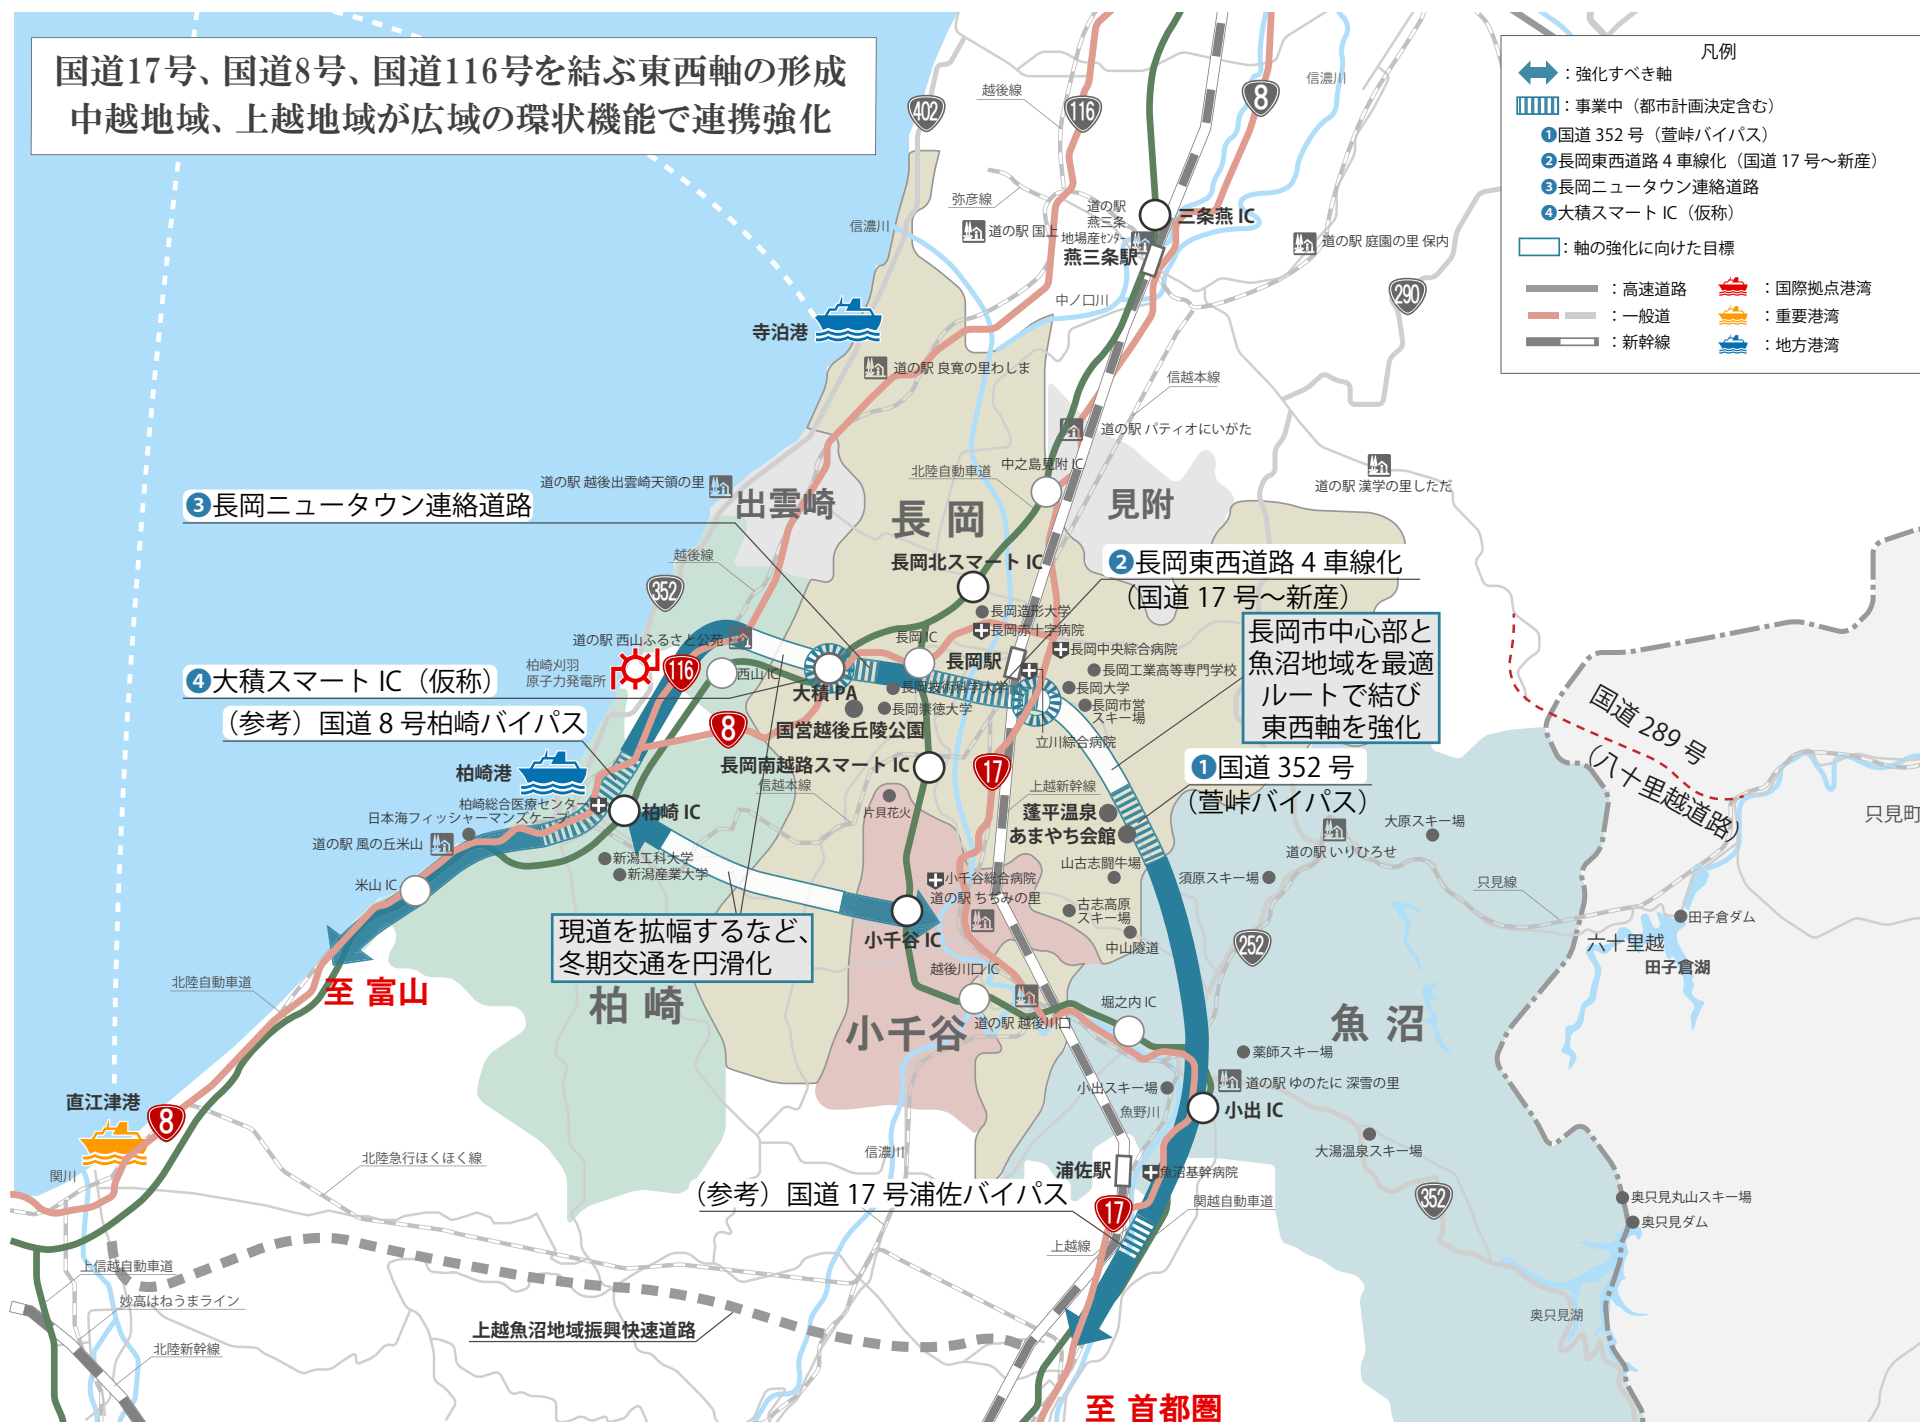 国道17号、国道8号、国道116号を結ぶ東西軸の形成
中越地域、上越地域が広域の環状機能で連携強化
凡例
：強化すべき軸
：事業中（都市計画決定含む）
❶国道 352 号（萱峠バイパス）
❷長岡東西道路 4 車線化（国道 17 号～新産）
❸長岡ニュータウン連絡道路
❹大積スマート IC（仮称）
：軸の強化に向けた目標
：高速道路
：一般道
：新幹線
：国際拠点港湾
：重要港湾
：地方港湾
402
越後線
116
8
信濃川
弥彦線
信濃川
道の駅 国上
道の駅
燕三条
地場産センター
燕三条駅
三条燕 IC
道の駅 庭園の里 保内
290
中ノ口川
寺泊港
道の駅 良寛の里わしま
信越本線
道の駅 パティオにいがた
中之島見附 IC
北陸自動車道
道の駅 漢学の里しただ
道の駅 越後出雲崎天領の里
出雲崎
長 岡
見附
❸長岡ニュータウン連絡道路
越後線
352
長岡北スマート IC
❷長岡東西道路 4 車線化
（国道 17 号～新産）
長岡造形大学
長岡赤十字病院
長岡 IC
長岡駅
長岡中央綜合病院
長岡工業高等専門学校
長岡大学
長岡市営
スキー場
立川綜合病院
長岡市中心部と
魚沼地域を最適
ルートで結び
東西軸を強化
道の駅 西山ふるさと公苑
柏崎刈羽
原子力発電所
116
西山 IC
大積 PA
長岡技術科学大学
長岡崇徳大学
国営越後丘陵公園
❹大積スマート IC（仮称）
（参考）国道 8 号柏崎バイパス
8
長岡南越路スマート IC
17
上越新幹線
❶国道 352 号
（萱峠バイパス）
国道 289 号
（八十里越道路）
只見町
柏崎港
柏崎総合医療センター
日本海フィッシャーマンズケープ
道の駅 風の丘米山
柏崎 IC
信越本線
片貝花火
蓬平温泉
あまやち会館
山古志闘牛場
大原スキー場
道の駅 いりひろせ
須原スキー場
只見線
新潟工科大学
新潟産業大学
米山 IC
小千谷総合病院
道の駅 ちぢみの里
古志高原
スキー場
中山隧道
252
田子倉ダム
六十里越
田子倉湖
現道を拡幅するなど、
冬期交通を円滑化
小千谷 IC
越後川口 IC
北陸自動車道
至 富山
柏 崎
小千谷
道の駅 越後川口
堀之内 IC
魚 沼
薬師スキー場
道の駅 ゆのたに 深雪の里
小出スキー場
魚野川
小出 IC
直江津港
8
関川
北陸急行ほくほく線
信濃川
浦佐駅
魚沼基幹病院
大湯温泉スキー場
352
（参考）国道 17 号浦佐バイパス
17
関越自動車道
奥只見丸山スキー場
奥只見ダム
上越線
上信越自動車道
妙高はねうまライン
上越魚沼地域振興快速道路
奥只見湖
北陸新幹線
至 首都圏